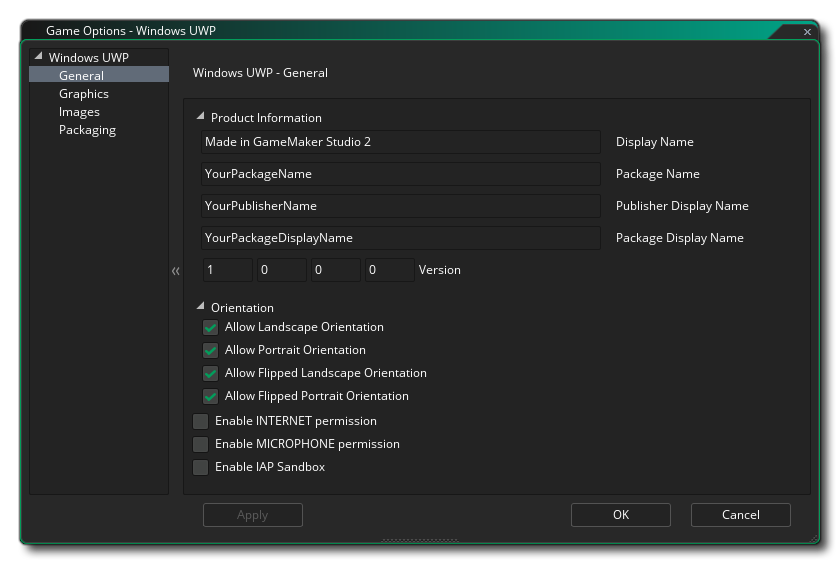 Game Options - Windows UWP
Windows UWP
General
Graphics
Images
Packaging
Windows UWP - General
Product Information
Made in GameMaker Studio 2 Display Name
YourPackageName Package Name
YourPublisherName Publisher Display Name
YourPackageDisplayName Package Display Name
1 0 0 0 Version
Orientation
Allow Landscape Orientation
Allow Portrait Orientation
Allow Flipped Landscape Orientation
Allow Flipped Portrait Orientation
Enable INTERNET permission
Enable MICROPHONE permission
Enable IAP Sandbox
Apply OK Cancel